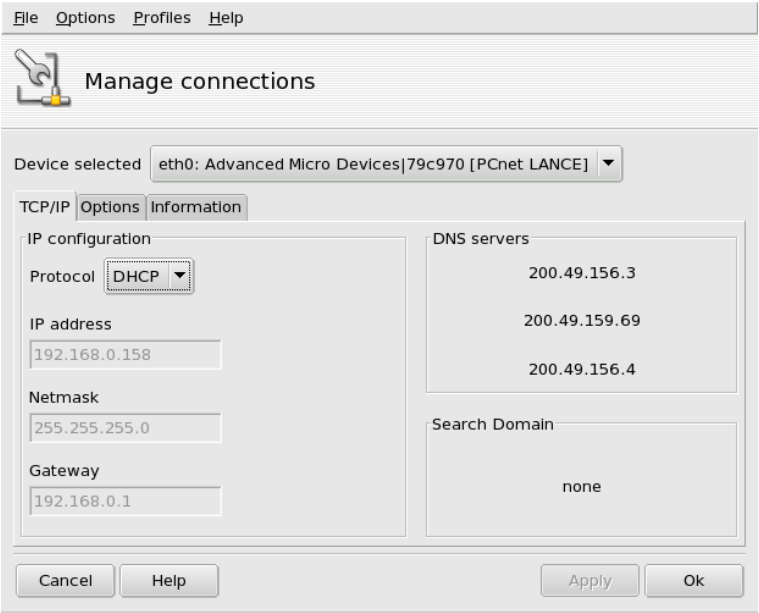 File Options Profiles Help
Manage connections
Device selected eth0: Advanced Micro Devices|79c970 [PCnet LANCE]
TCP/IP Options Information
IP configuration
Protocol DHCP
IP address
192.168.0.158
Netmask
255.255.255.0
Gateway
192.168.0.1
DNS servers
200.49.156.3
200.49.159.69
200.49.156.4
Search Domain
none
Cancel Help Apply Ok